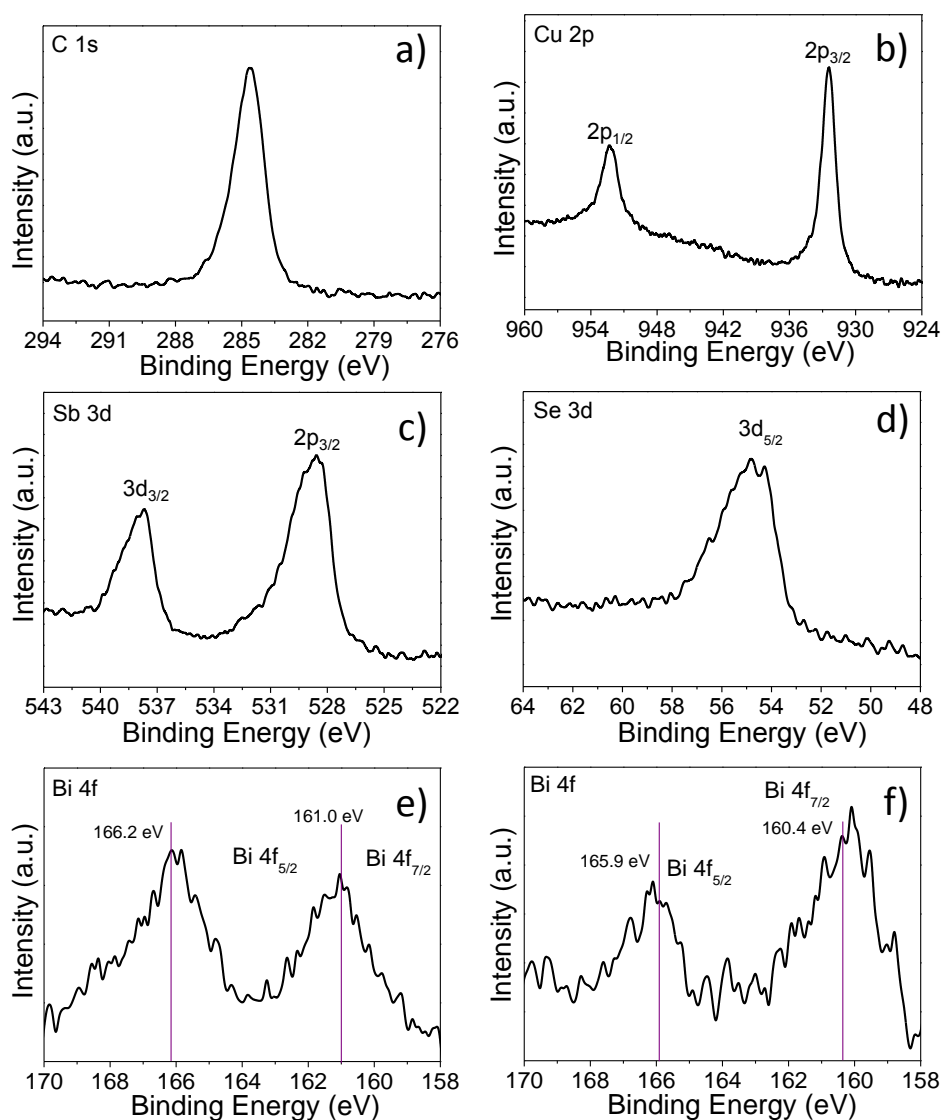 C 1s
a)
Intensity (a.u.)
294 291 288 285 282 279 276
Binding Energy (eV)
Cu 2p
b)
2p3/2
2p1/2
Intensity (a.u.)
960 954 948 942 936 930 924
Binding Energy (eV)
Sb 3d
c)
2p3/2
3d3/2
Intensity (a.u.)
543 540 537 534 531 528 525 522
Binding Energy (eV)
Se 3d
d)
3d5/2
Intensity (a.u.)
64 62 60 58 56 54 52 50 48
Binding Energy (eV)
Bi 4f
e)
166.2 eV
161.0 eV
Bi 4f5/2
Bi 4f7/2
Intensity (a.u.)
170 168 166 164 162 160 158
Binding Energy (eV)
Bi 4f
f)
Bi 4f7/2
160.4 eV
165.9 eV
Bi 4f5/2
Intensity (a.u.)
170 168 166 164 162 160 158
Binding Energy (eV)